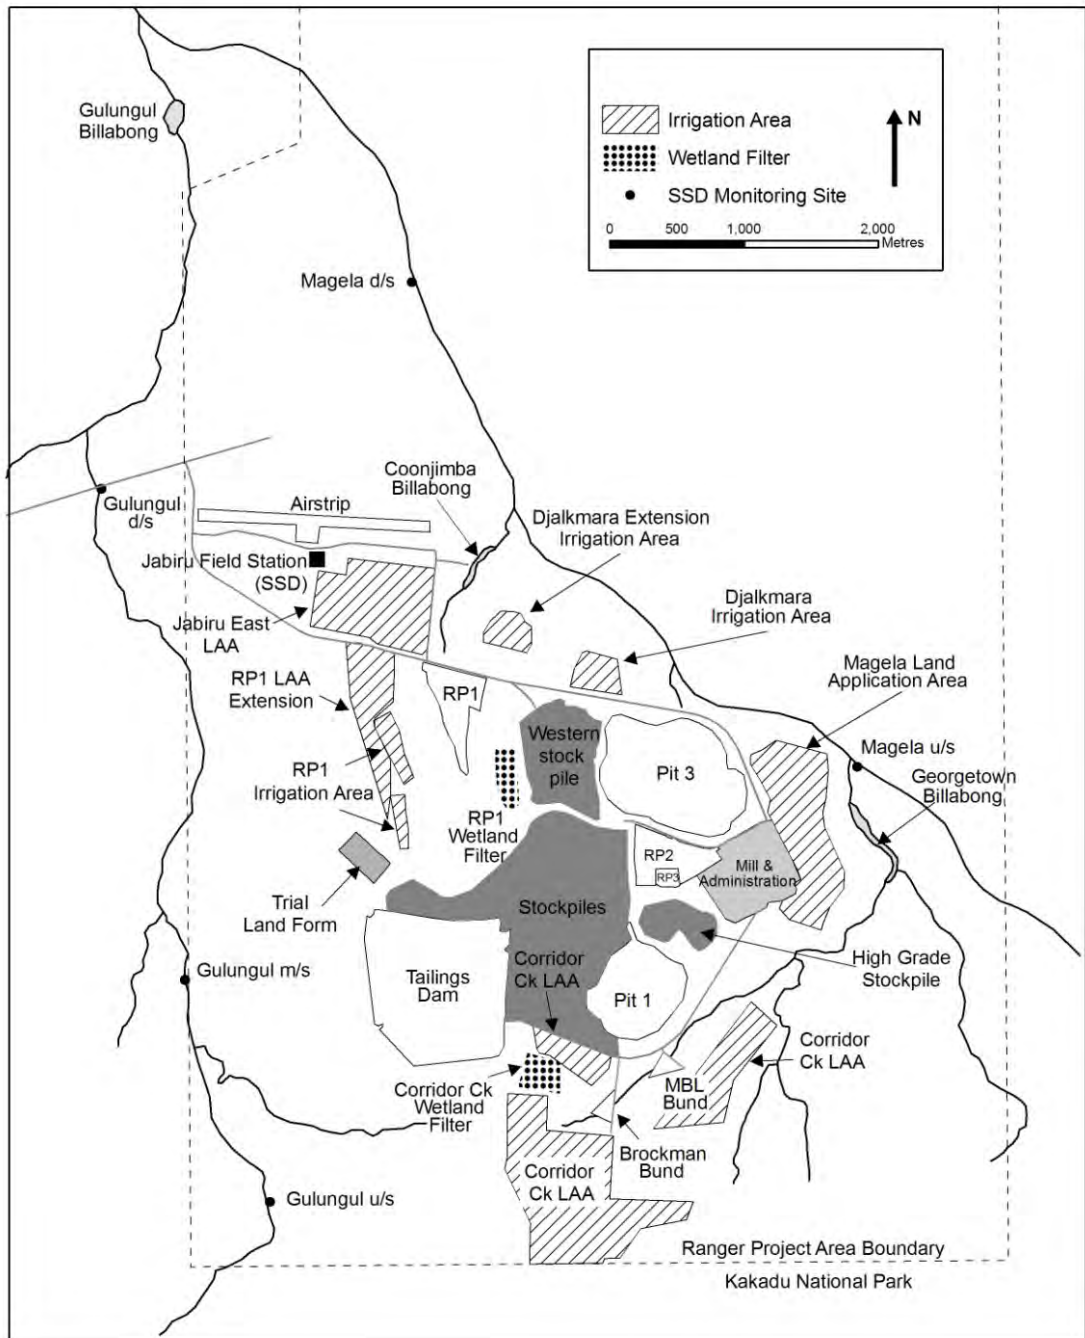 Gulungul
Billabong
Irrigation Area
Wetland Filter
SSD Monitoring Site
N
0 500 1,000 2,000
Metres
Magela d/s
Coonjimba
Billabong
Gulungul
d/s
Airstrip
Djalkmara Extension
Irrigation Area
Jabiru Field Station
(SSD)
Djalkmara
Irrigation Area
Jabiru East
LAA
Magela Land
Application Area
RP1 LAA
Extension
RP1
Western
stock
pile
Pit 3
Magela u/s
Georgetown
Billabong
RP1
Irrigation Area
RP1
Wetland
Filter
RP2
RP3
Mill &
Administration
Trial
Land Form
Stockpiles
High Grade
Stockpile
Gulungul m/s
Tailings
Dam
Corridor
Ck LAA
Pit 1
Corridor
Ck LAA
MBL
Bund
Corridor Ck
Wetland
Filter
Brockman
Bund
Corridor
Ck LAA
Gulungul u/s
Ranger Project Area Boundary
Kakadu National Park